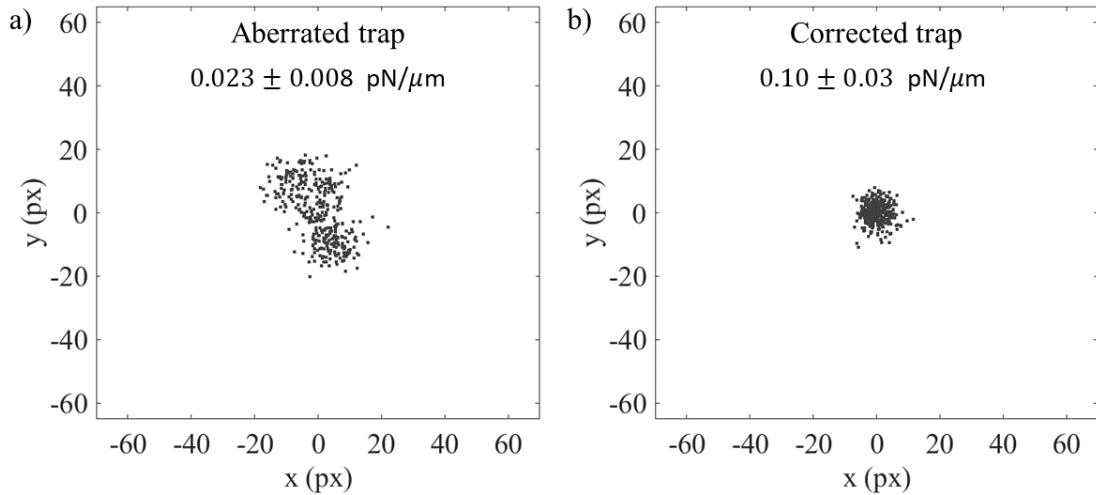 a)
Aberrated trap
0.023 ± 0.008 pN/μm
60
40
20
0
-20
-40
-60
y (px)
-60 -40 -20 0 20 40 60
x (px)
b)
Corrected trap
0.10 ± 0.03 pN/μm
60
40
20
0
-20
-40
-60
y (px)
-60 -40 -20 0 20 40 60
x (px)